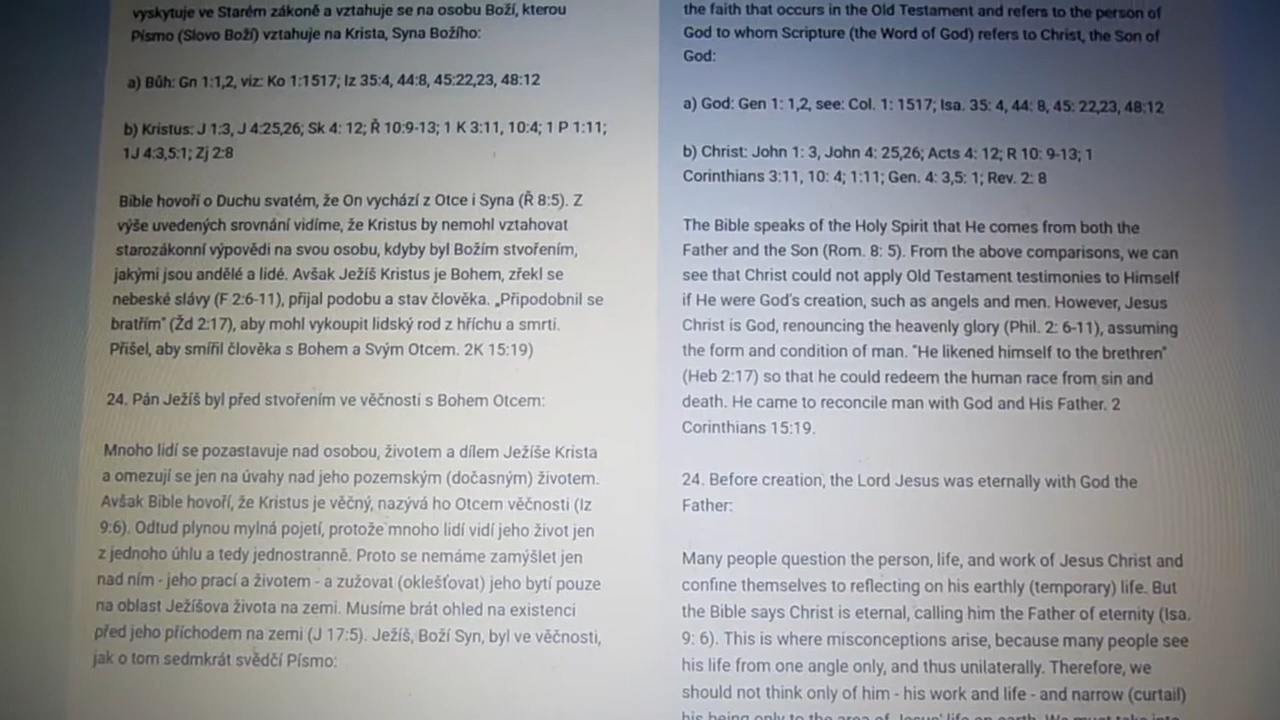 vyskytuje ve Starém zákoně a vztahuje se na osobu Boží, kterou
Písmo (Slovo Boží) vztahuje na Krista, Syna Božího:
a) Bůh: Gn 1:1,2, viz: Ko 1:1517; Iz 35:4, 44:8, 45:22,23, 48:12
b) Kristus: J 1:3, J 4:25,26; Sk 4: 12; Ř 10:9-13; 1 K 3:11, 10:4; 1 P 1:11;
1J 4:3,5:1; Zj 2:8
Bible hovoří o Duchu svatém, že On vychází z Otce i Syna (Ř 8:5). Z
výše uvedených srovnání vidíme, že Kristus by nemohl vztahovat
starozákonní výpovědi na svou osobu, kdyby byl Božím stvořením,
jakými jsou andělé a lidé. Avšak Ježíš Kristus je Bohem, zřekl se
nebeské slávy (F 2:6-11), přijal podobu a stav člověka. „Připodobnil se
bratřím" (Žd 2:17), aby mohl vykoupit lidský rod z hříchu a smrti.
Přišel, aby smířil člověka s Bohem a Svým Otcem. 2K 15:19)
24. Pán Ježíš byl před stvořením ve věčnosti s Bohem Otcem:
Mnoho lidí se pozastavuje nad osobou, životem a dílem Ježíše Krista
a omezují se jen na úvahy nad jeho pozemským (dočasným) životem.
Avšak Bible hovoří, že Kristus je věčný, nazývá ho Otcem věčnosti (Iz
9:6). Odtud plynou mylná pojetí, protože mnoho lidí vidí jeho život jen
z jednoho úhlu a tedy jednostranně. Proto se nemáme zamýšlet jen
nad ním - jeho prací a životem - a zužovat (oklešťovat) jeho bytí pouze
na oblast Ježíšova života na zemi. Musíme brát ohled na existenci
před jeho příchodem na zemi (J 17:5). Ježíš, Boží Syn, byl ve věčnosti,
jak o tom sedmkrát svědčí Písmo:
the faith that occurs in the Old Testament and refers to the person of
God to whom Scripture (the Word of God) refers to Christ, the Son of
God:
a) God: Gen 1: 1,2, see: Col. 1: 1517; Isa. 35: 4, 44: 8, 45: 22,23, 48:12
b) Christ: John 1: 3, John 4: 25,26; Acts 4: 12; R 10: 9-13; 1
Corinthians 3:11, 10: 4; 1:11; Gen. 4: 3,5: 1; Rev. 2: 8
The Bible speaks of the Holy Spirit that He comes from both the
Father and the Son (Rom. 8: 5). From the above comparisons, we can
see that Christ could not apply Old Testament testimonies to Himself
if He were God's creation, such as angels and men. However, Jesus
Christ is God, renouncing the heavenly glory (Phil. 2: 6-11), assuming
the form and condition of man. "He likened himself to the brethren"
(Heb 2:17) so that he could redeem the human race from sin and
death. He came to reconcile man with God and His Father. 2
Corinthians 15:19.
24. Before creation, the Lord Jesus was eternally with God the
Father:
Many people question the person, life, and work of Jesus Christ and
confine themselves to reflecting on his earthly (temporary) life. But
the Bible says Christ is eternal, calling him the Father of eternity (Isa.
9: 6). This is where misconceptions arise, because many people see
his life from one angle only, and thus unilaterally. Therefore, we
should not think only of him - his work and life - and narrow (curtail)
his being only to the area of Jesus' life on earth. We must take into